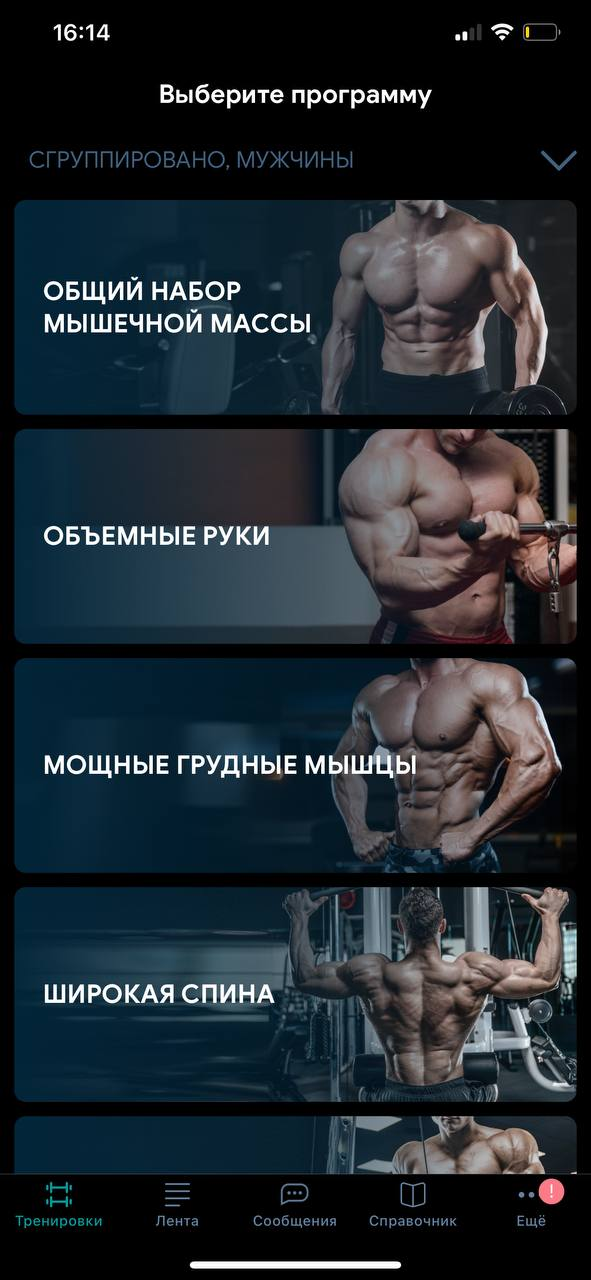 16:14
Выберите программу
СГРУППИРОВАНО, МУЖЧИНЫ
ОБЩИЙ НАБОР
МЫШЕЧНОЙ МАССЫ
ОБЪЕМНЫЕ РУКИ
МОЩНЫЕ ГРУДНЫЕ МЫШЦЫ
ШИРОКАЯ СПИНА
!
Тренировки Лента Сообщения Справочник Ещё